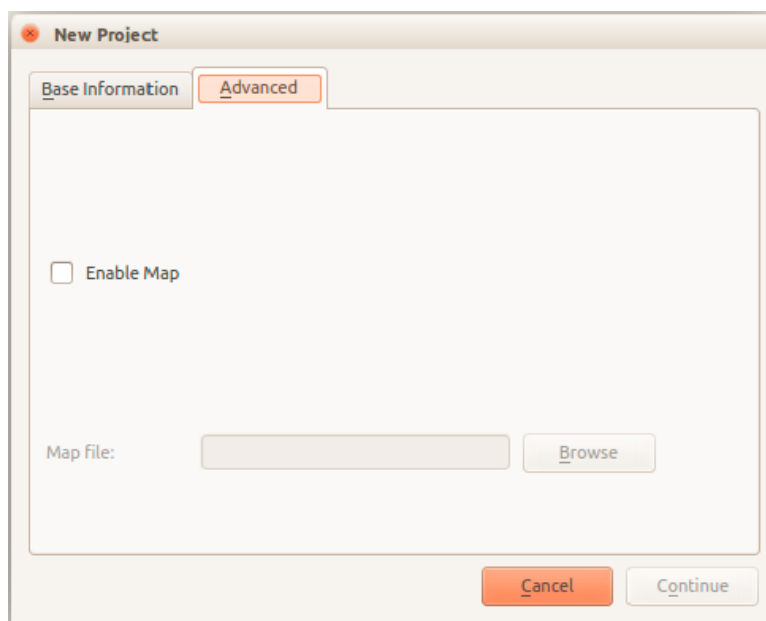 New Project
Base Information Advanced
Enable Map
Map file: Browse
Cancel Continue